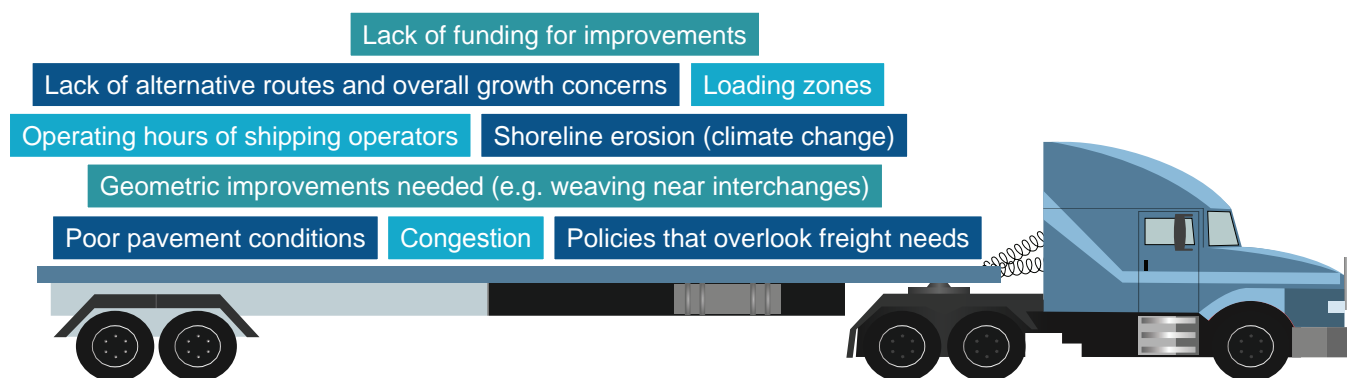 Lack of funding for improvements
Lack of alternative routes and overall growth concerns
Loading zones
Operating hours of shipping operators
Shoreline erosion (climate change)
Geometric improvements needed (e.g. weaving near interchanges)
Poor pavement conditions
Congestion
Policies that overlook freight needs